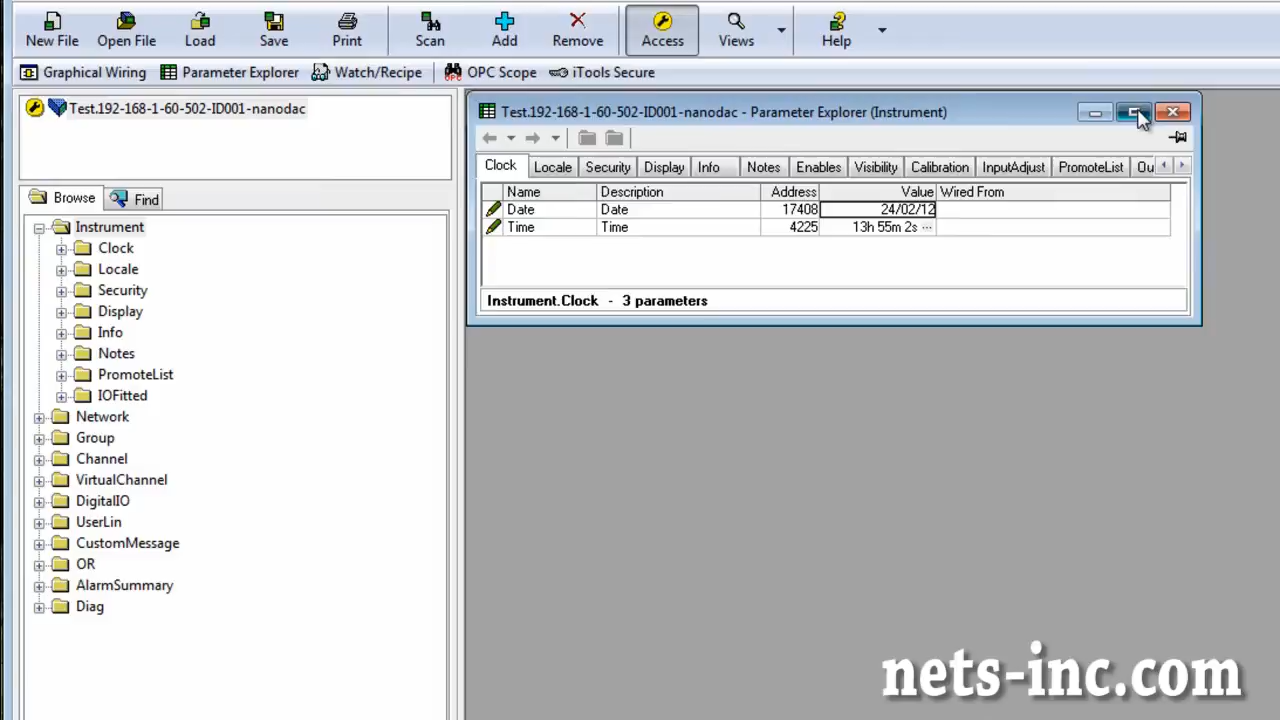 New File Open File Load Save Print Scan Add Remove Access Views Help
Graphical Wiring Parameter Explorer Watch/Recipe OPC Scope iTools Secure
Test.192-168-1-60-502-ID001-nanodac
Browse Find
Instrument
Clock
Locale
Security
Display
Info
Notes
PromoteList
IOFitted
Network
Group
Channel
VirtualChannel
DigitalIO
UserLin
CustomMessage
OR
AlarmSummary
Diag
Test.192-168-1-60-502-ID001-nanodac - Parameter Explorer (Instrument)
Clock Locale Security Display Info Notes Enables Visibility Calibration InputAdjust PromoteList Ou
Name Description Address Value Wired From
Date Date 17408 24/02/12
Time Time 4225 13h 55m 2s ...
Instrument.Clock - 3 parameters
nets-inc.com